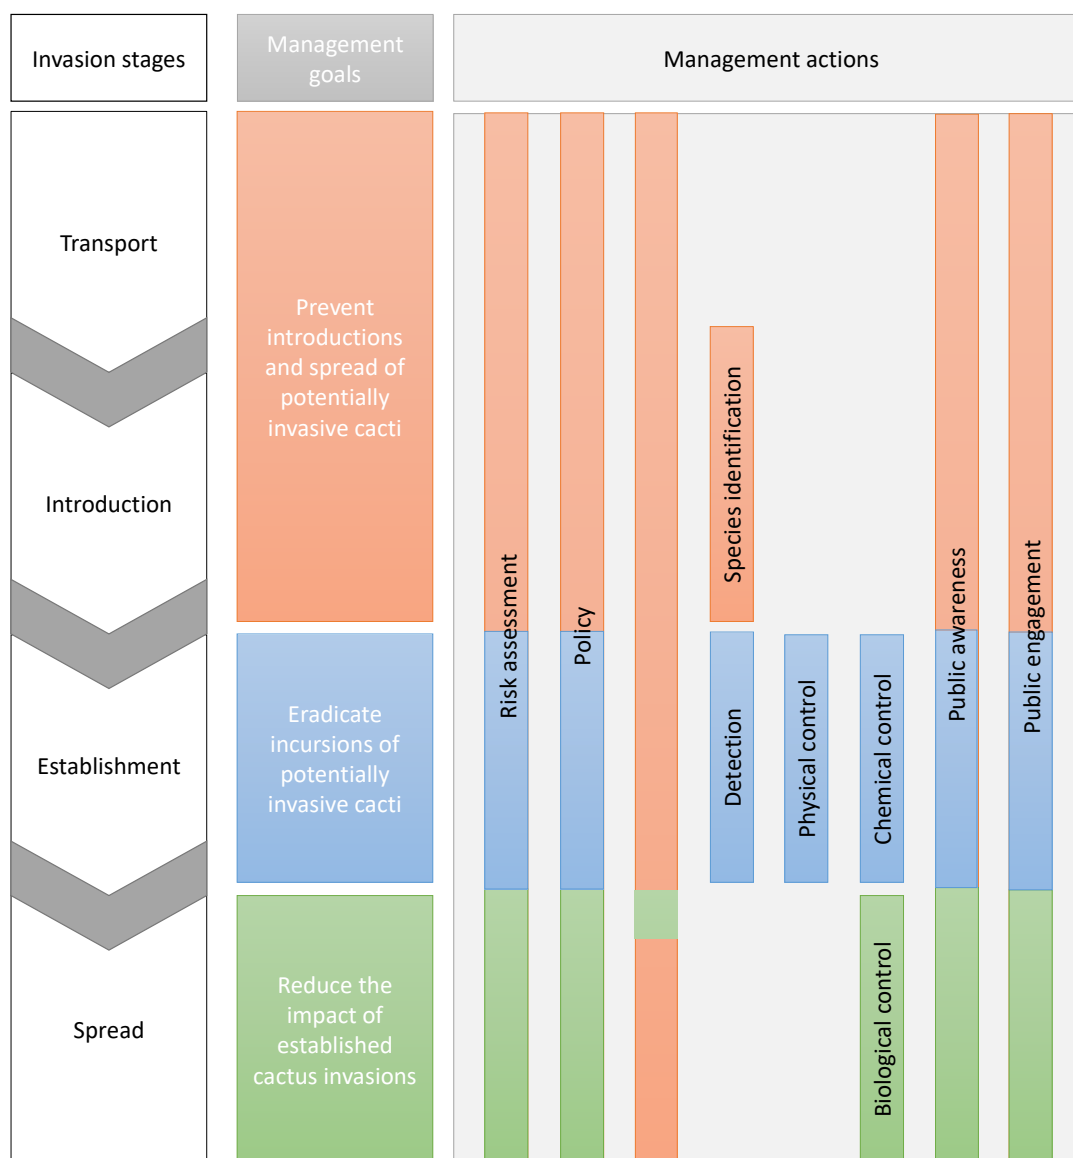 Invasion stages
Management
goals
Management actions
Transport
Introduction
Establishment
Spread
Prevent
introductions
and spread of
potentially
invasive cacti
Eradicate
incursions of
potentially
invasive cacti
Reduce the
impact of
established
cactus invasions
Risk assessment
Policy
Species identification
Detection
Physical control
Chemical control
Biological control
Public awareness
Public engagement